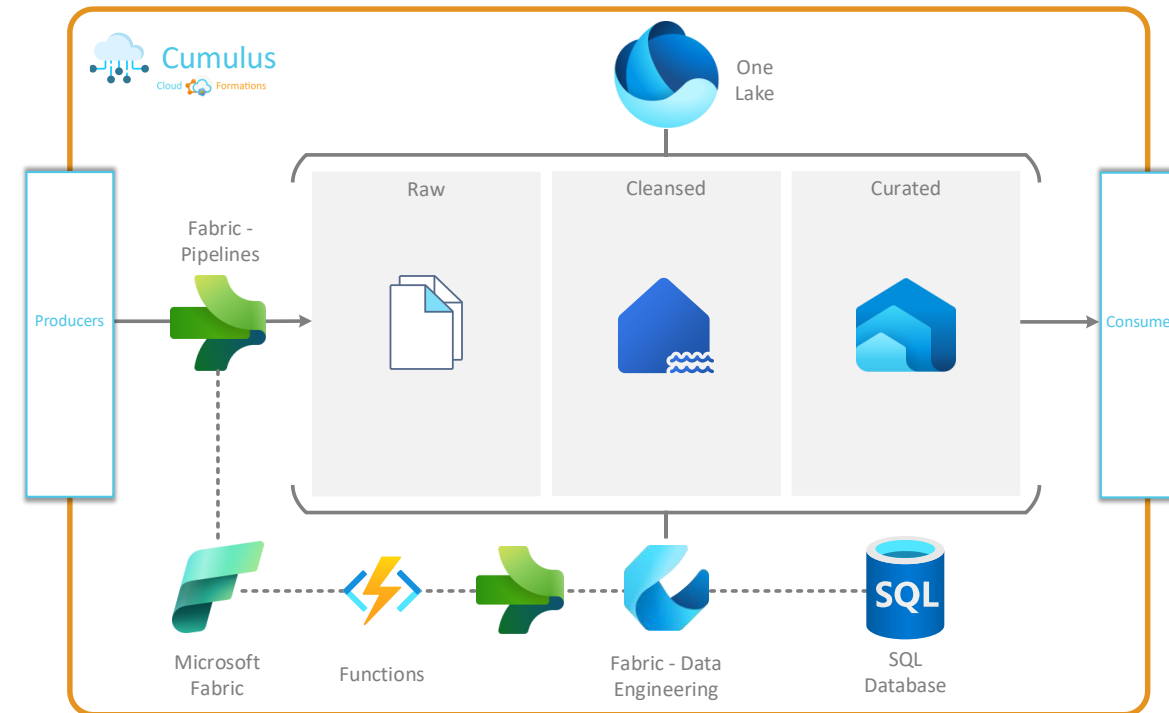 Cumulus
Cloud Formations
One
Lake
Raw
Cleansed
Curated
Fabric -
Pipelines
Producers
Consume
SQL
Microsoft
Fabric
Functions
Fabric - Data
Engineering
SQL
Database